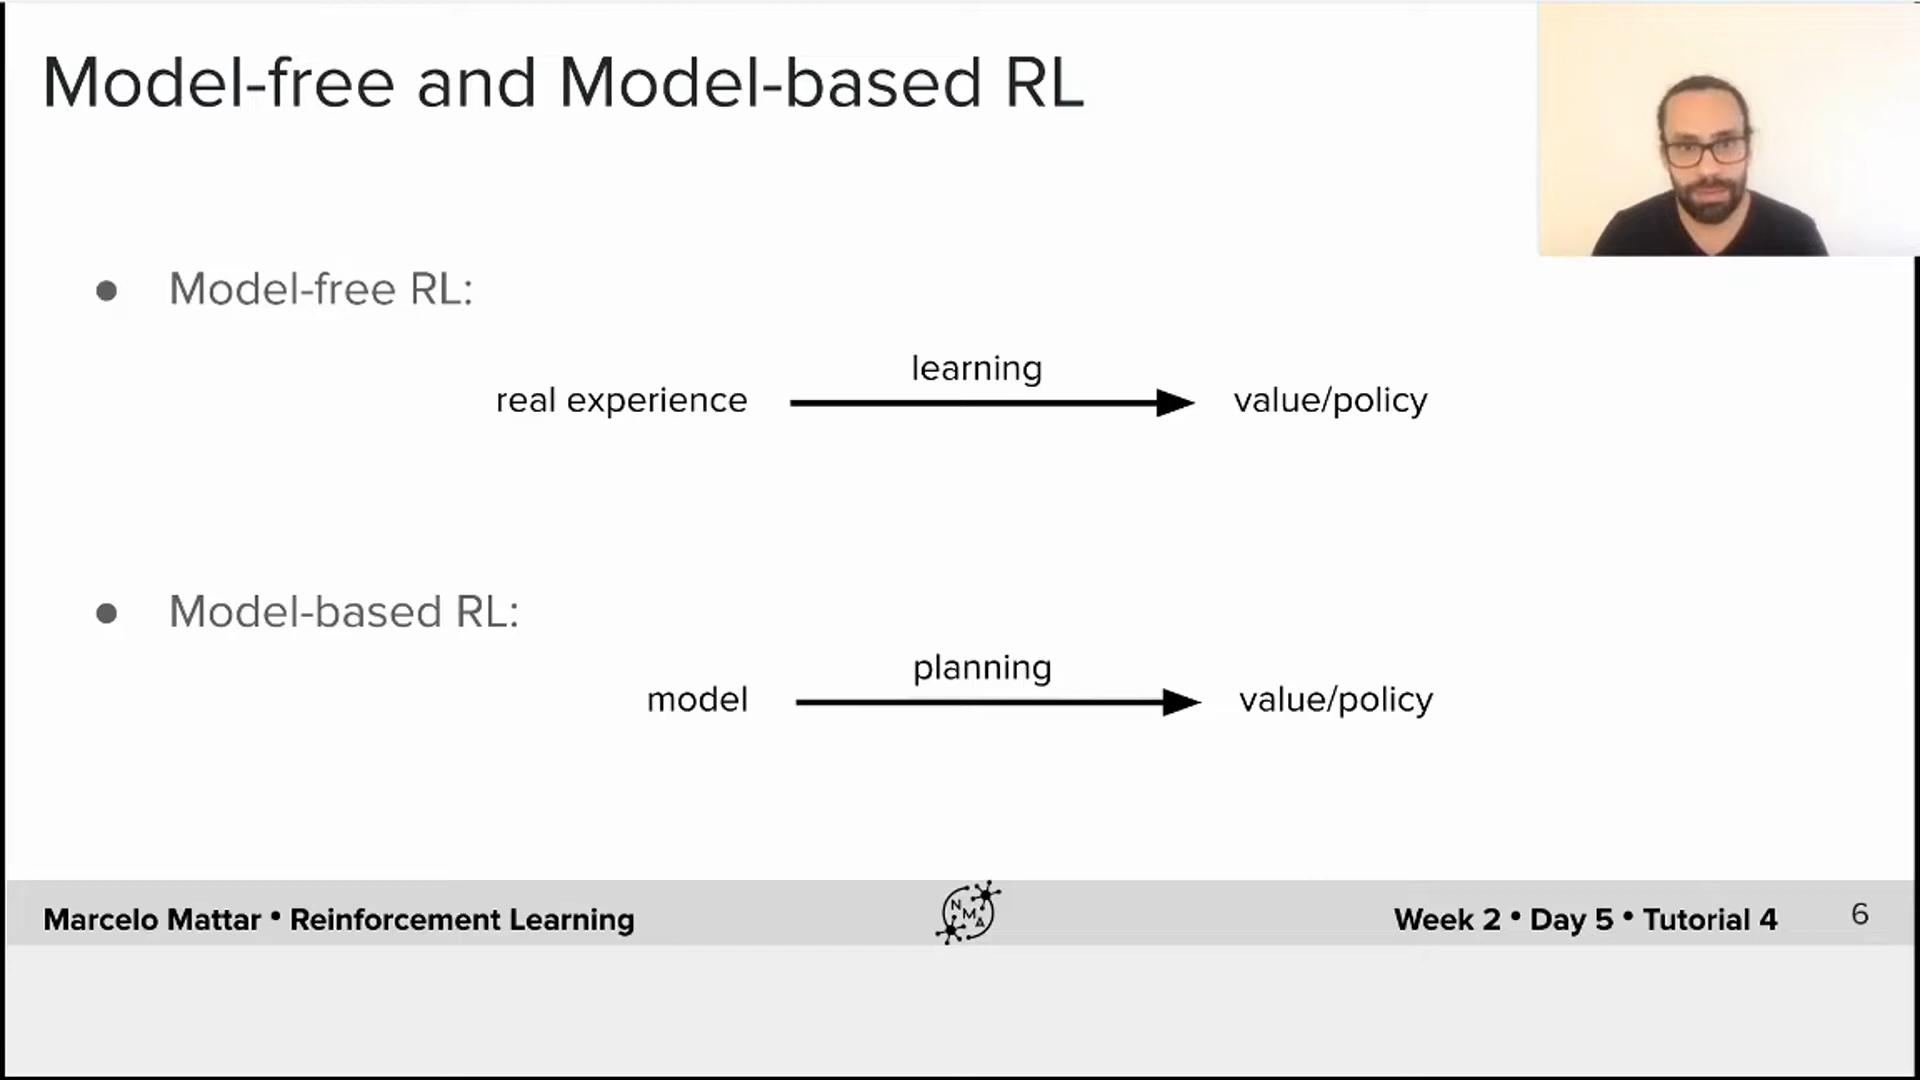 Model-free and Model-based RL
● Model-free RL:
learning
real experience
value/policy
● Model-based RL:
planning
model
value/policy
Marcelo Mattar • Reinforcement Learning
NMA
Week 2 • Day 5 • Tutorial 4
6